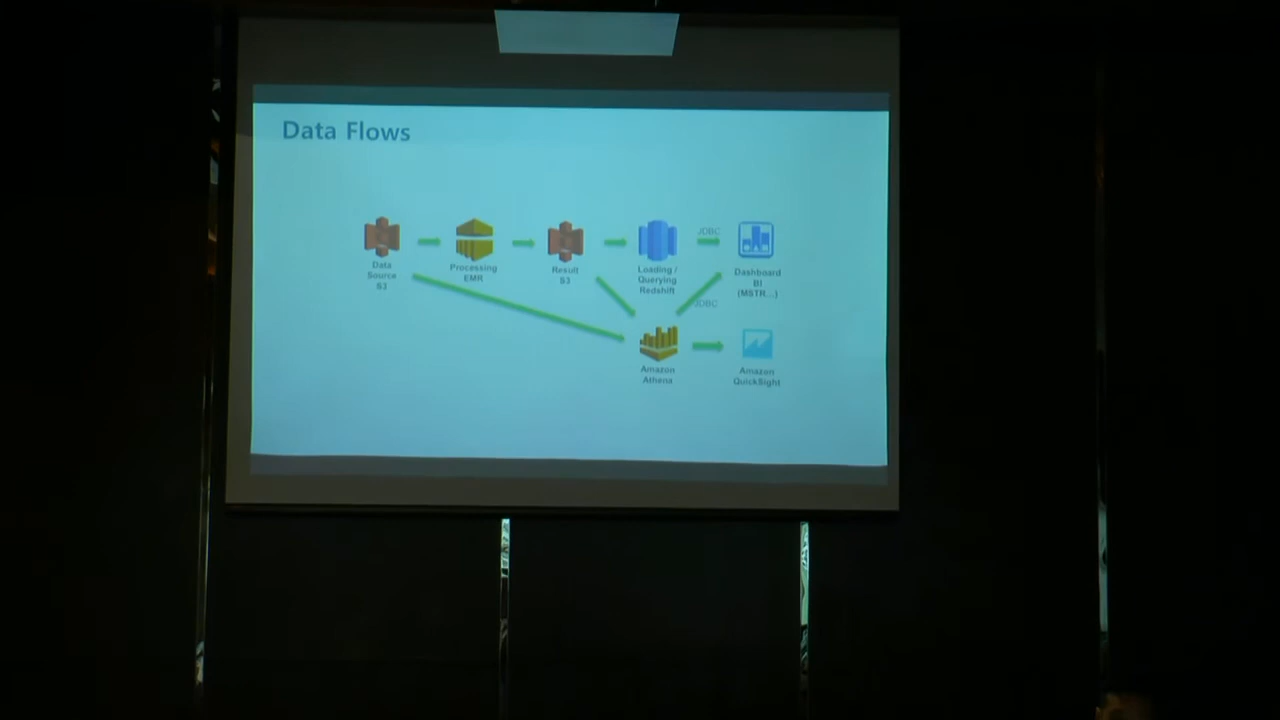 Data Flows
Data
Source
S3
Processing
EMR
Result
S3
Loading /
Querying
Redshift
JDBC
Dashboard
BI
(MSTR...)
JDBC
Amazon
Athena
Amazon
QuickSight